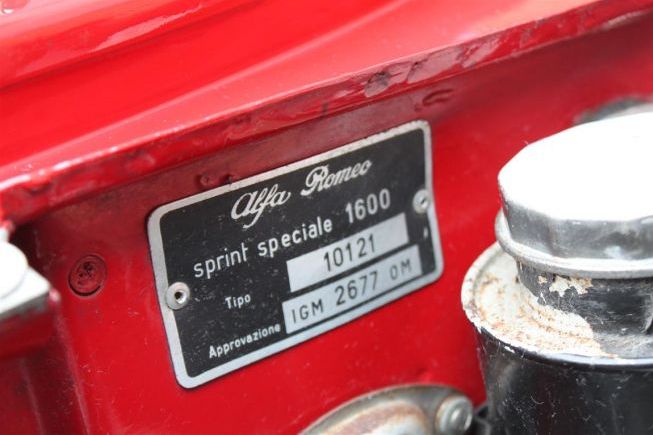 Alfa Romeo
sprint speciale 1600
Tipo 10121
Approvazione IGM 2677 OM